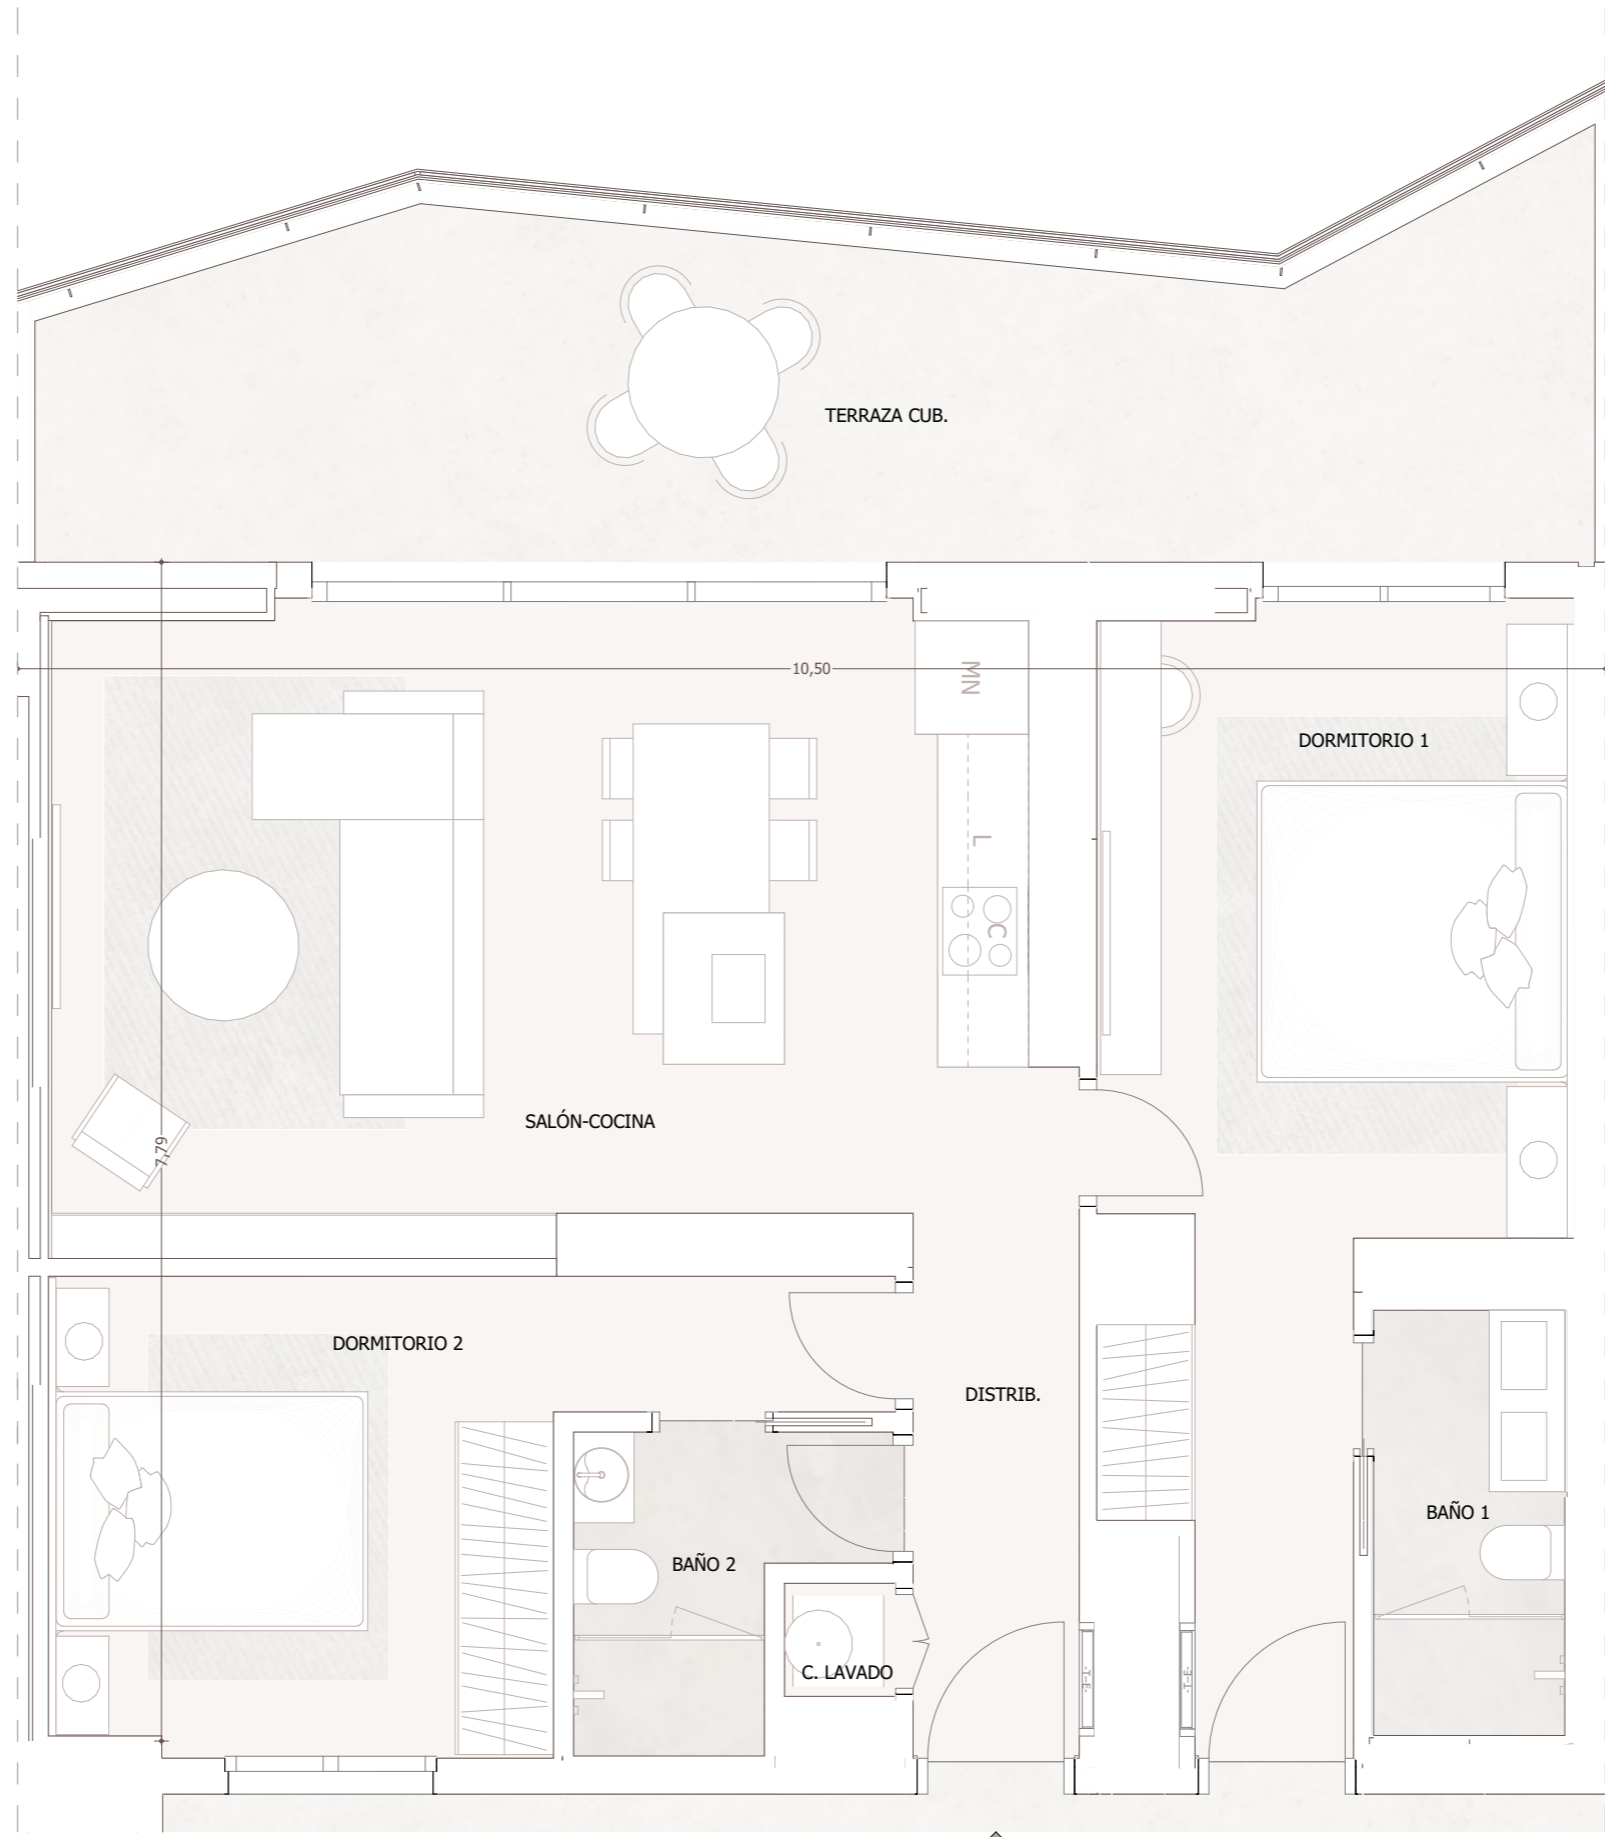 TERRAZA CUB.
10,50
MN
DORMITORIO 1
L
C
SALÓN-COCINA
7,79
DORMITORIO 2
DISTRIB.
BAÑO 1
BAÑO 2
C. LAVADO
-T-E-
-T-E-